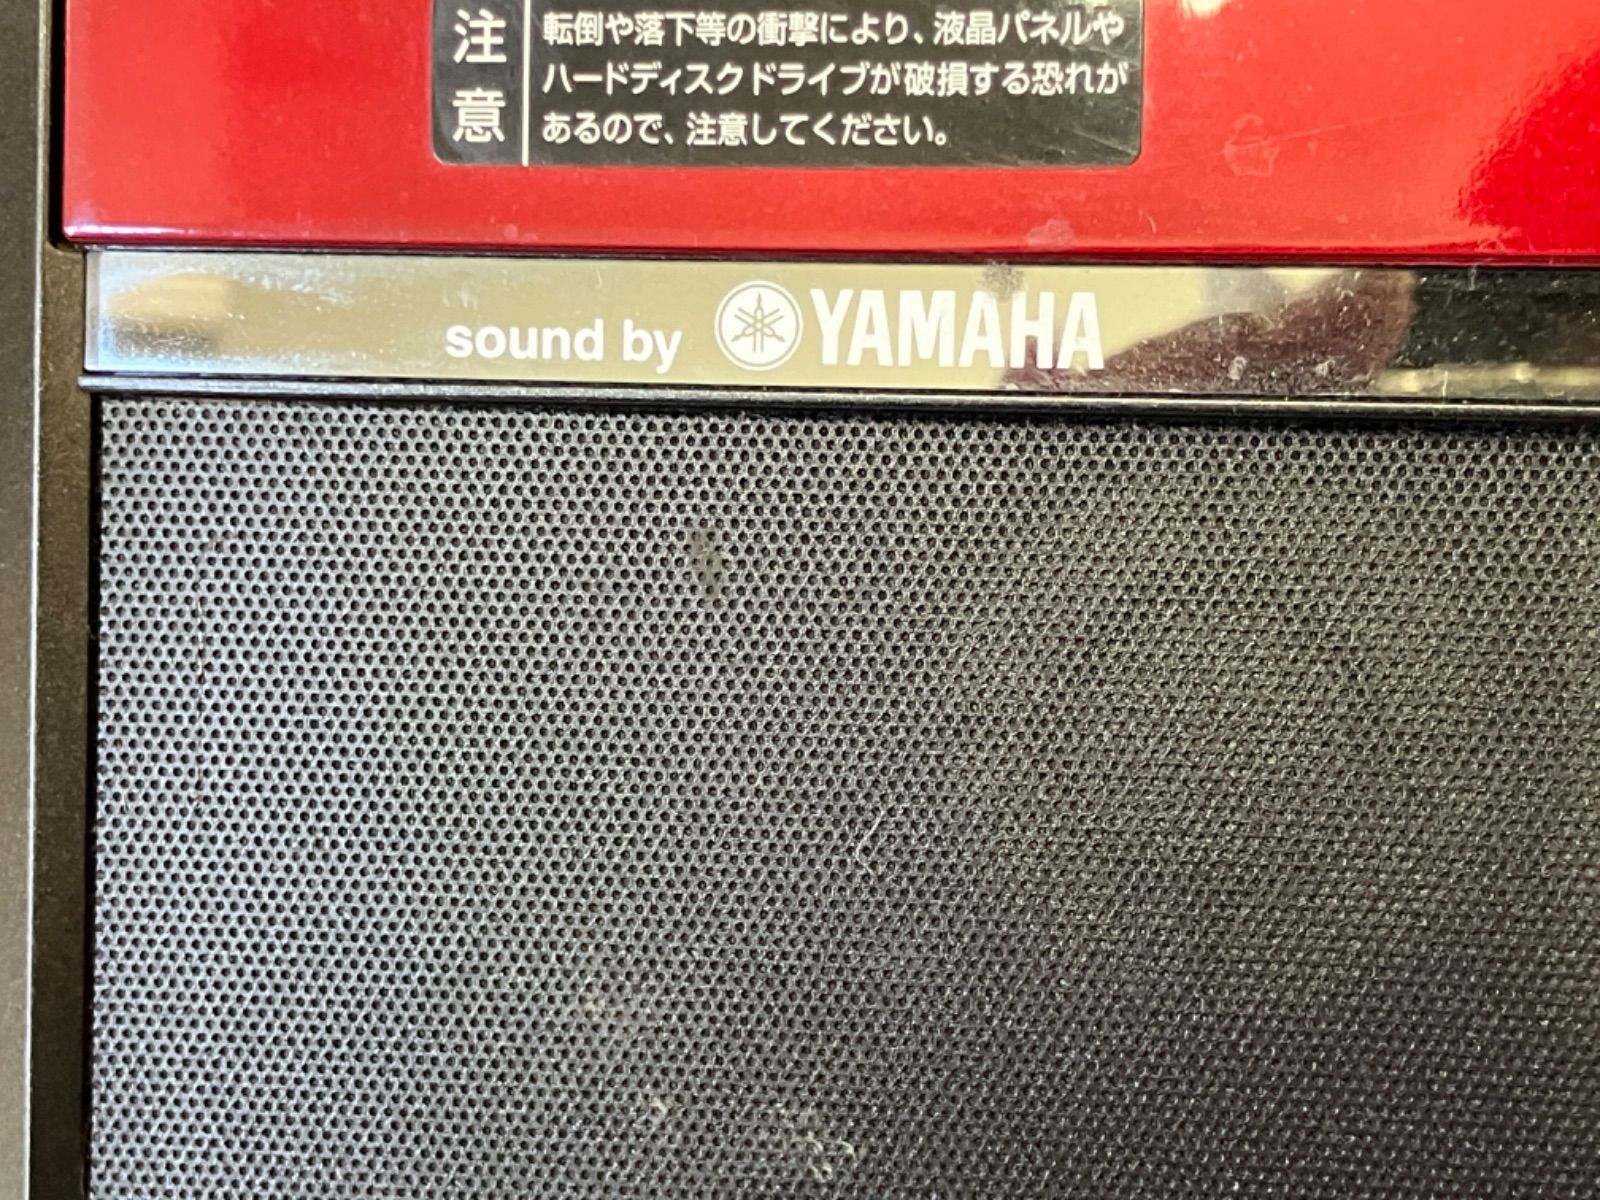 注意
転倒や落下等の衝撃により、液晶パネルや
ハードディスクドライブが破損する恐れが
あるので、注意してください。
sound by YAMAHA